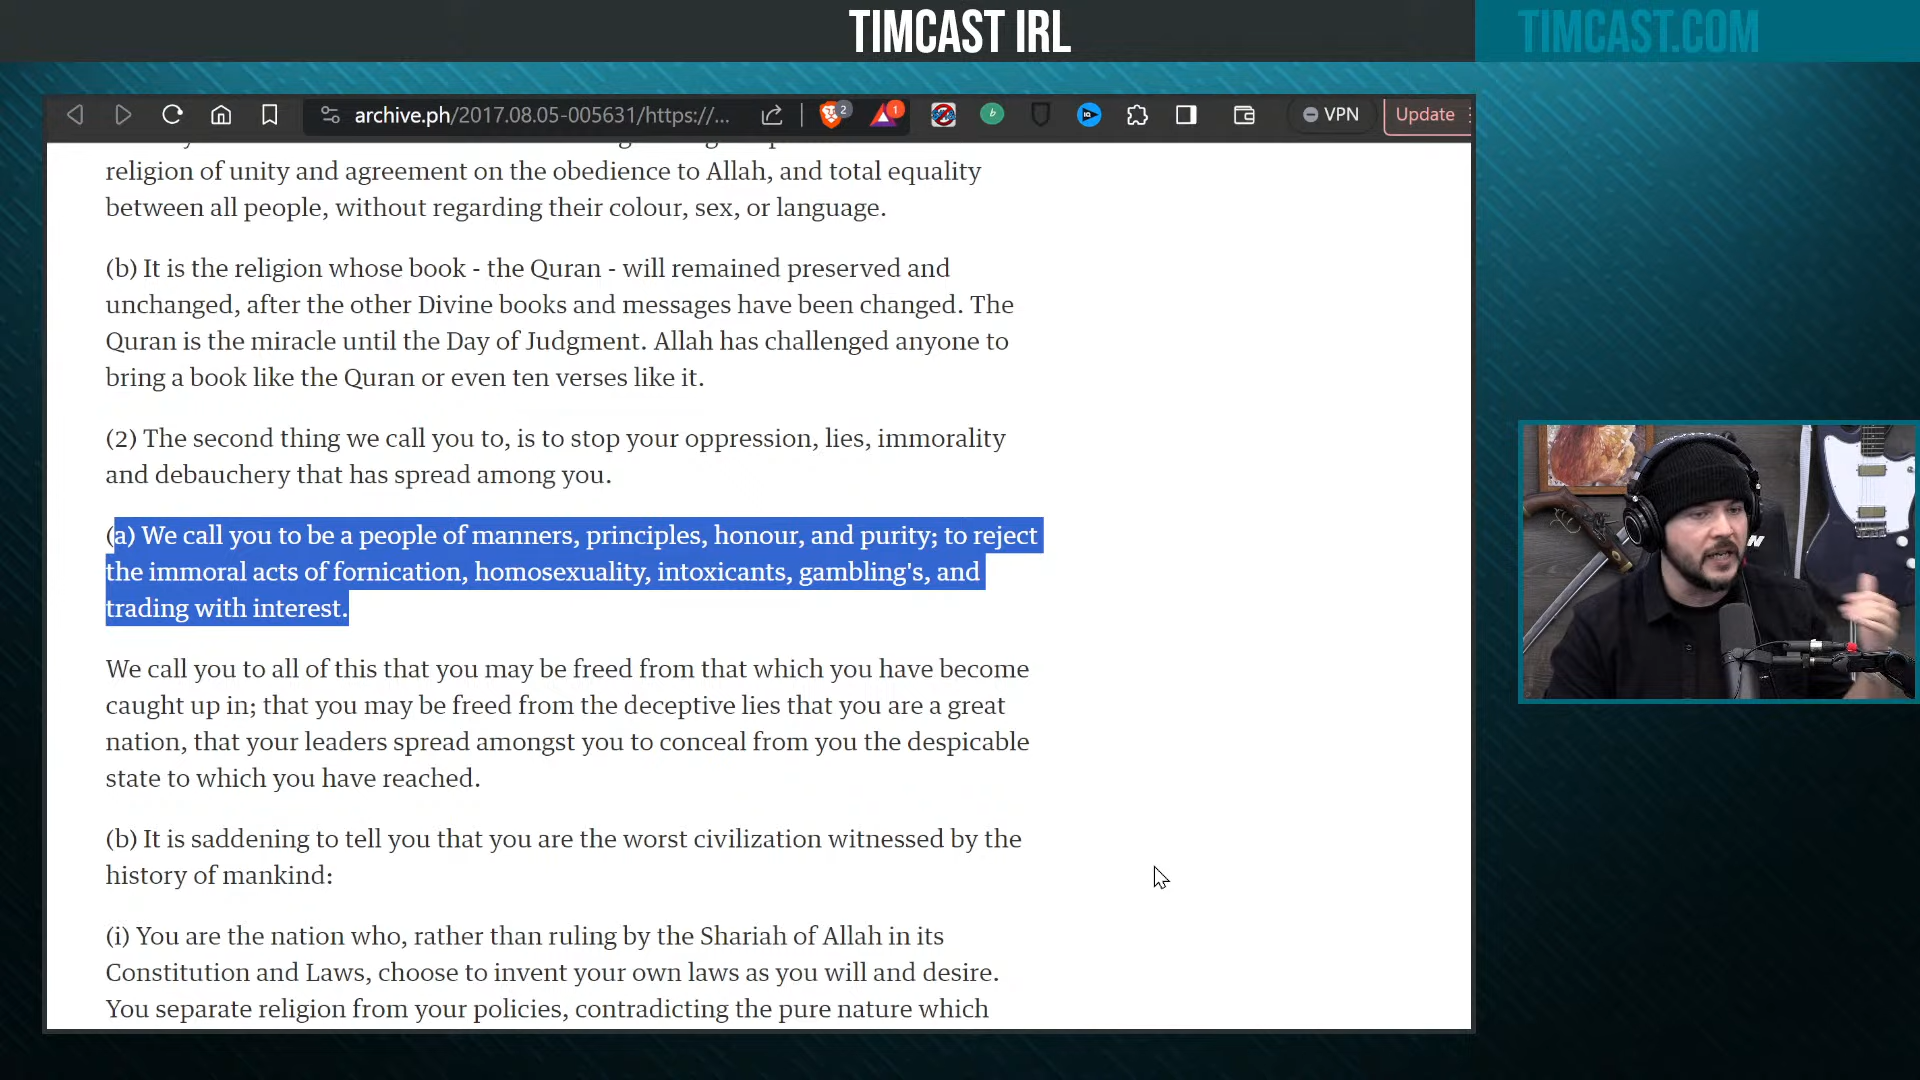 TIMCAST IRL
TIMCAST.COM
archive.ph/2017.08.05-005631/https://...
2
1
b
VPN
Update
religion of unity and agreement on the obedience to Allah, and total equality
between all people, without regarding their colour, sex, or language.
(b) It is the religion whose book - the Quran - will remained preserved and
unchanged, after the other Divine books and messages have been changed. The
Quran is the miracle until the Day of Judgment. Allah has challenged anyone to
bring a book like the Quran or even ten verses like it.
(2) The second thing we call you to, is to stop your oppression, lies, immorality
and debauchery that has spread among you.
(a) We call you to be a people of manners, principles, honour, and purity; to reject
the immoral acts of fornication, homosexuality, intoxicants, gambling's, and
trading with interest.
We call you to all of this that you may be freed from that which you have become
caught up in; that you may be freed from the deceptive lies that you are a great
nation, that your leaders spread amongst you to conceal from you the despicable
state to which you have reached.
(b) It is saddening to tell you that you are the worst civilization witnessed by the
history of mankind:
(i) You are the nation who, rather than ruling by the Shariah of Allah in its
Constitution and Laws, choose to invent your own laws as you will and desire.
You separate religion from your policies, contradicting the pure nature which